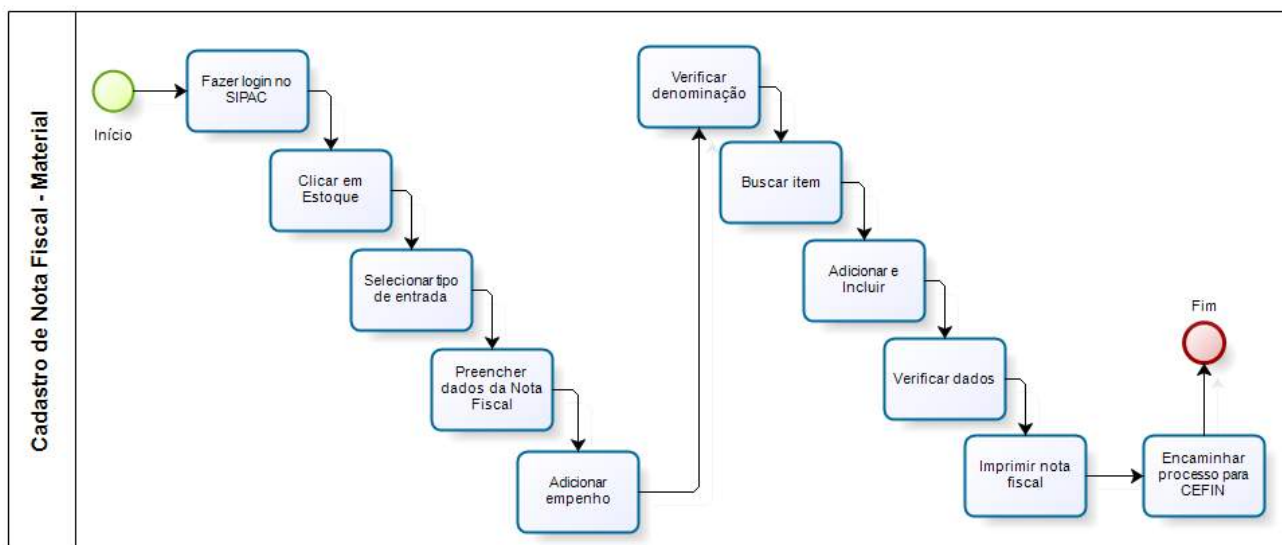 Cadastro de Nota Fiscal - Material
Início
Fazer login no
SIPAC
Clicar em
Estoque
Selecionar tipo
de entrada
Preencher
dados da Nota
Fiscal
Adicionar
empenho
Verificar
denominação
Buscar item
Adicionar e
Incluir
Verificar dados
Imprimir nota
fiscal
Encaminhar
processo para
CEFIN
Fim